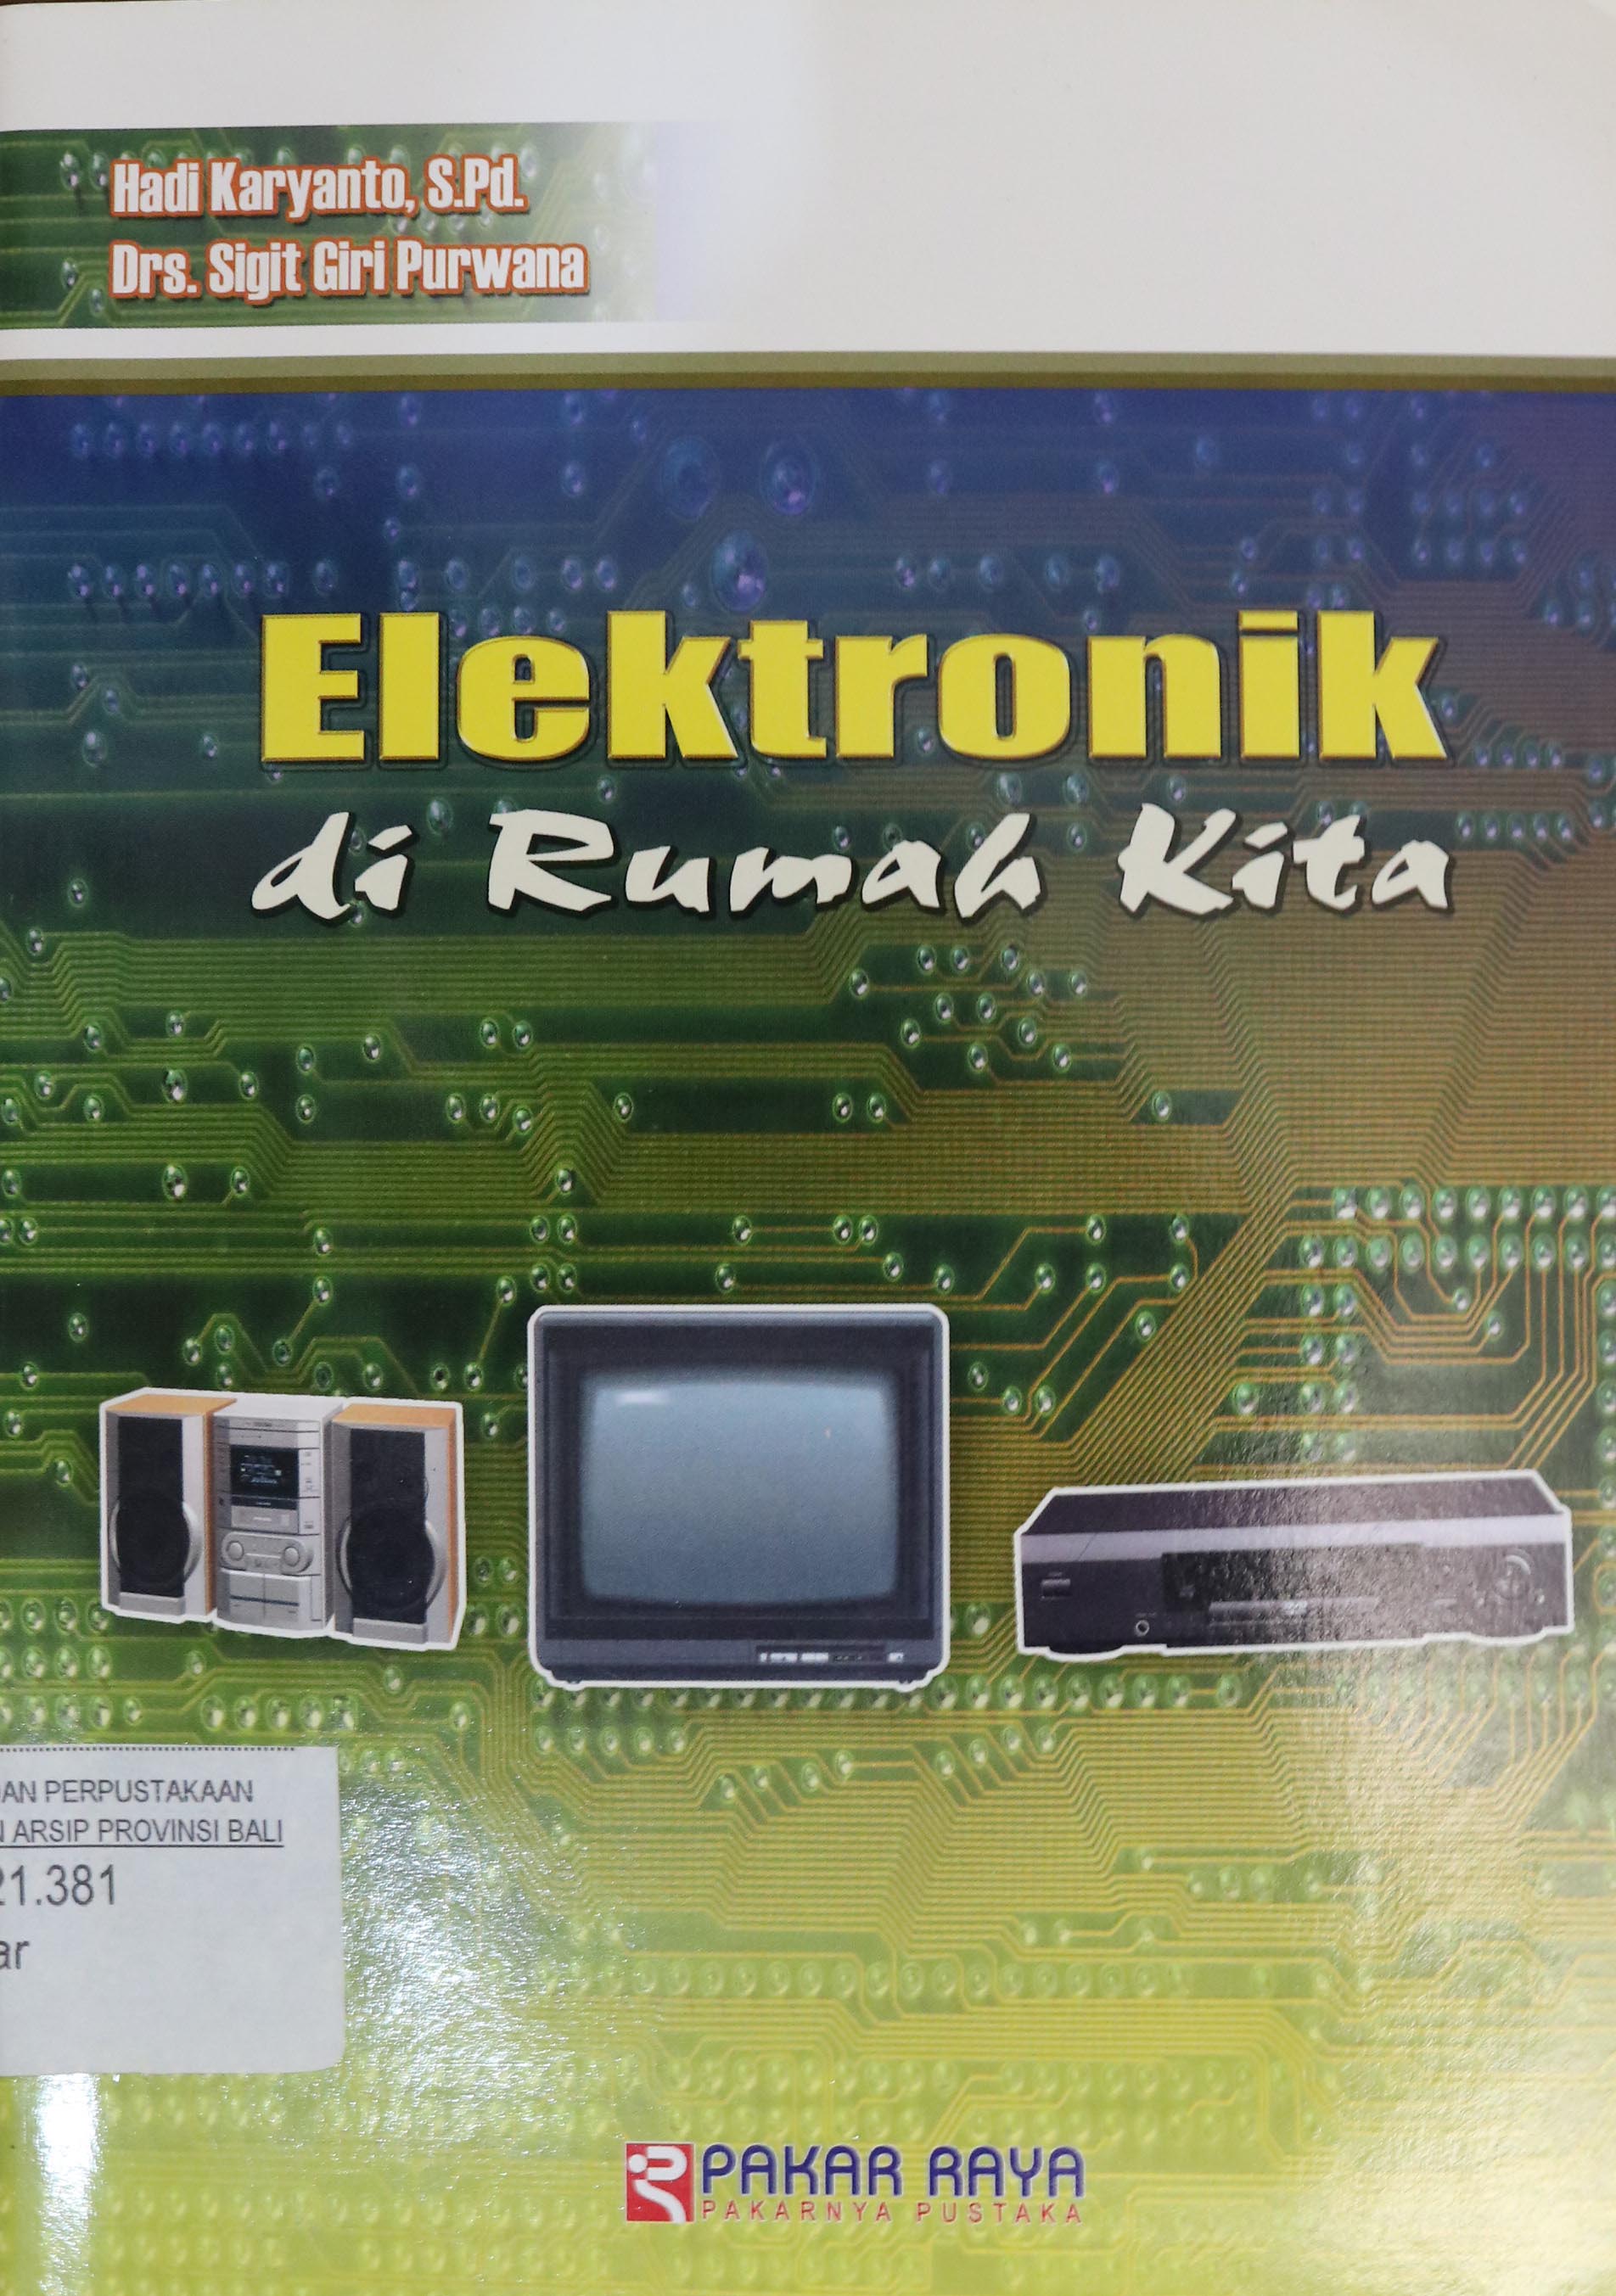 Hadi Karyanto, S.Pd.
Drs. Sigit Giri Purwana
Elektronik
di Rumah Kita
AN PERPUSTAKAAN
ARSIP PROVINSI BALI
21.381
ar
PAKAR RAYA
PAKARNYA PUSTAKA